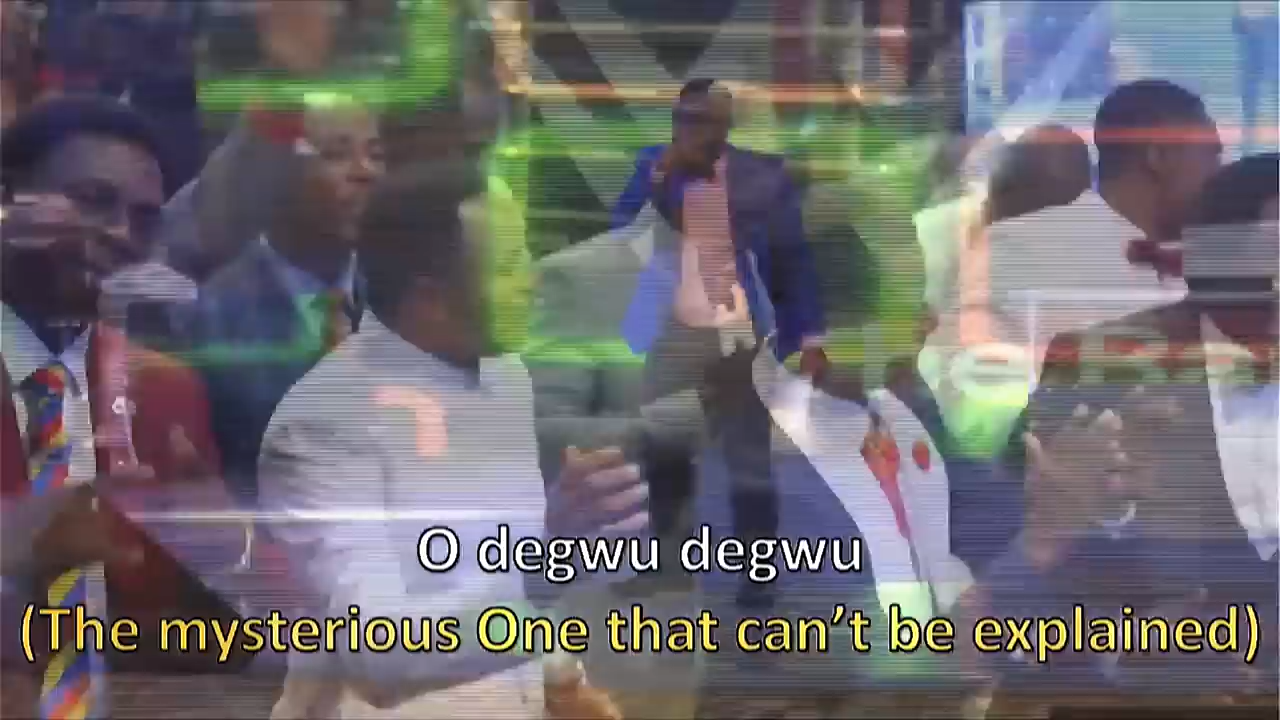 O degwu degwu
(The mysterious One that can’t be explained)